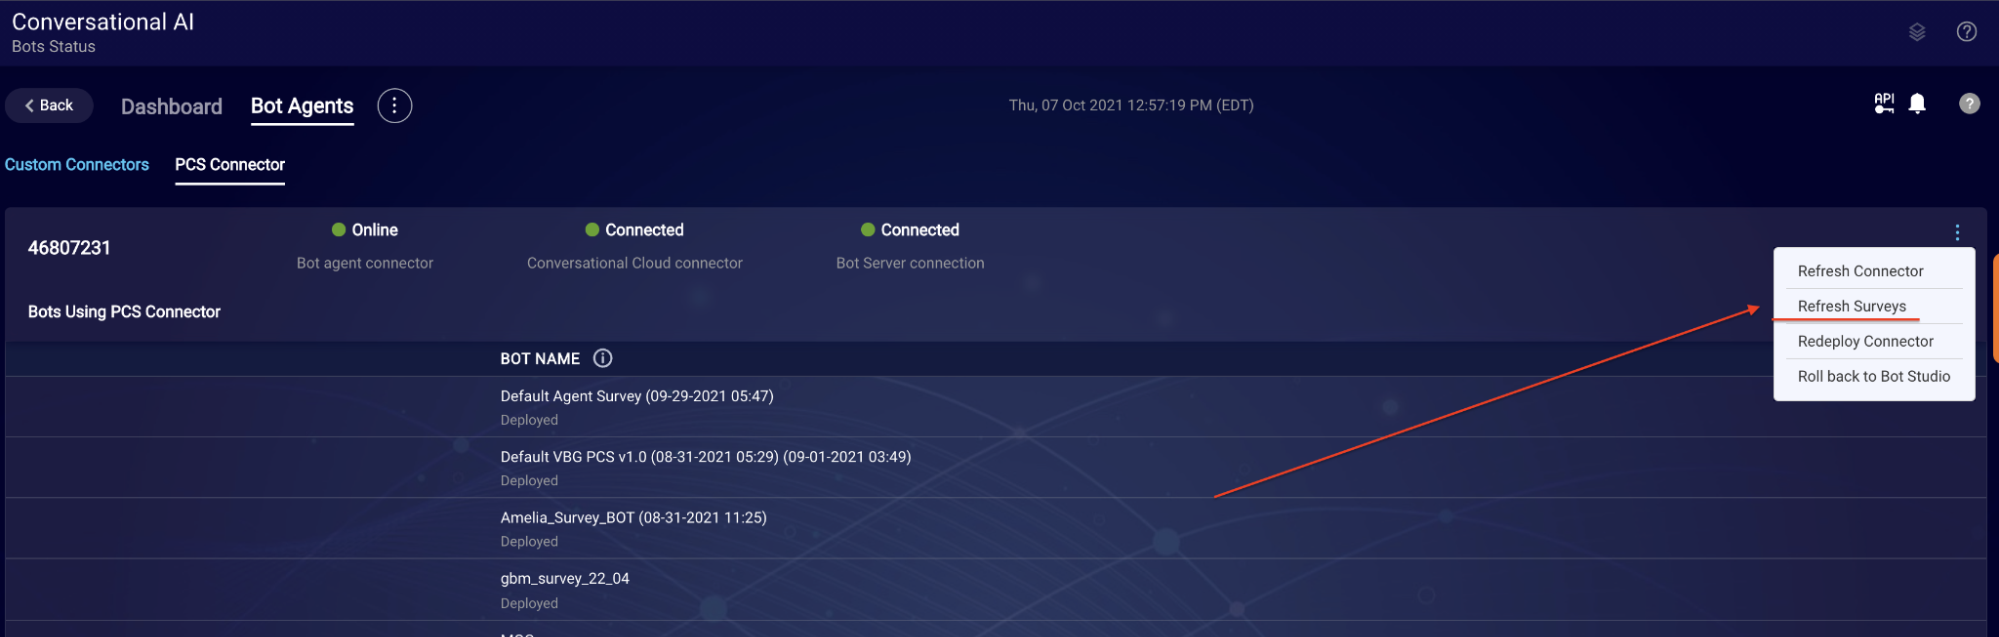 Conversational AI
Bots Status
Back
Dashboard
Bot Agents
Thu, 07 Oct 2021 12:57:19 PM (EDT)
API
Custom Connectors
PCS Connector
46807231
Online
Bot agent connector
Connected
Conversational Cloud connector
Connected
Bot Server connection
Refresh Connector
Refresh Surveys
Redeploy Connector
Roll back to Bot Studio
Bots Using PCS Connector
BOT NAME
Default Agent Survey (09-29-2021 05:47)
Deployed
Default VBG PCS v1.0 (08-31-2021 05:29) (09-01-2021 03:49)
Deployed
Amelia_Survey_BOT (08-31-2021 11:25)
Deployed
gbm_survey_22_04
Deployed